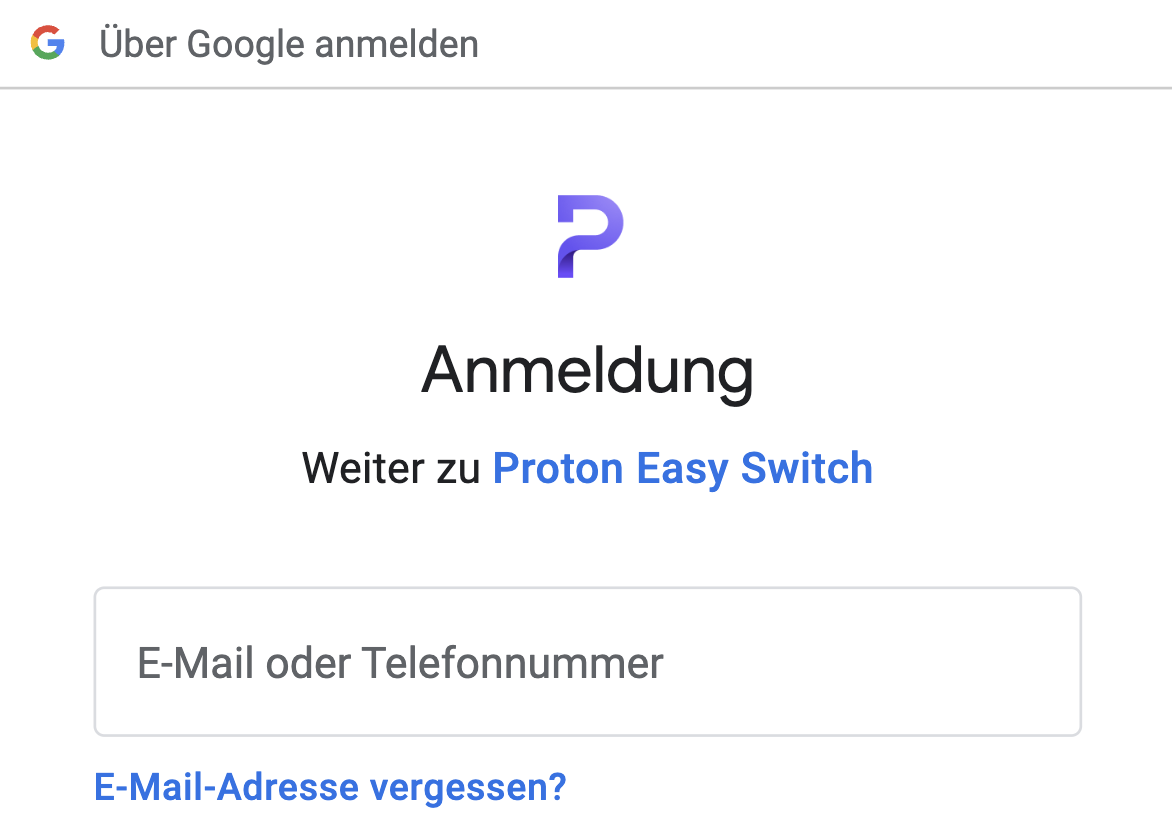 Über Google anmelden
Anmeldung
Weiter zu Proton Easy Switch
E-Mail oder Telefonnummer
E-Mail-Adresse vergessen?